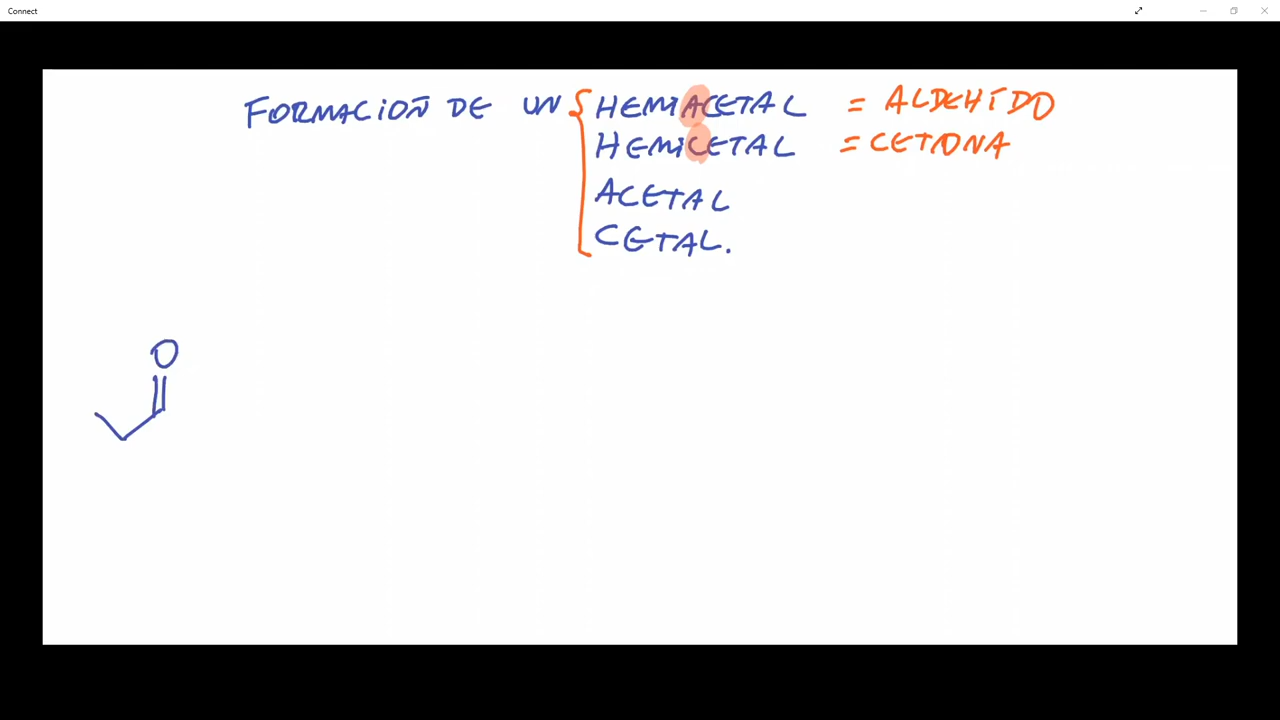 Connect
FORMACIÓN DE UN HEMIACETAL = ALDEHÍDO
HEMICETAL = CETONA
ACETAL
CETAL.
O